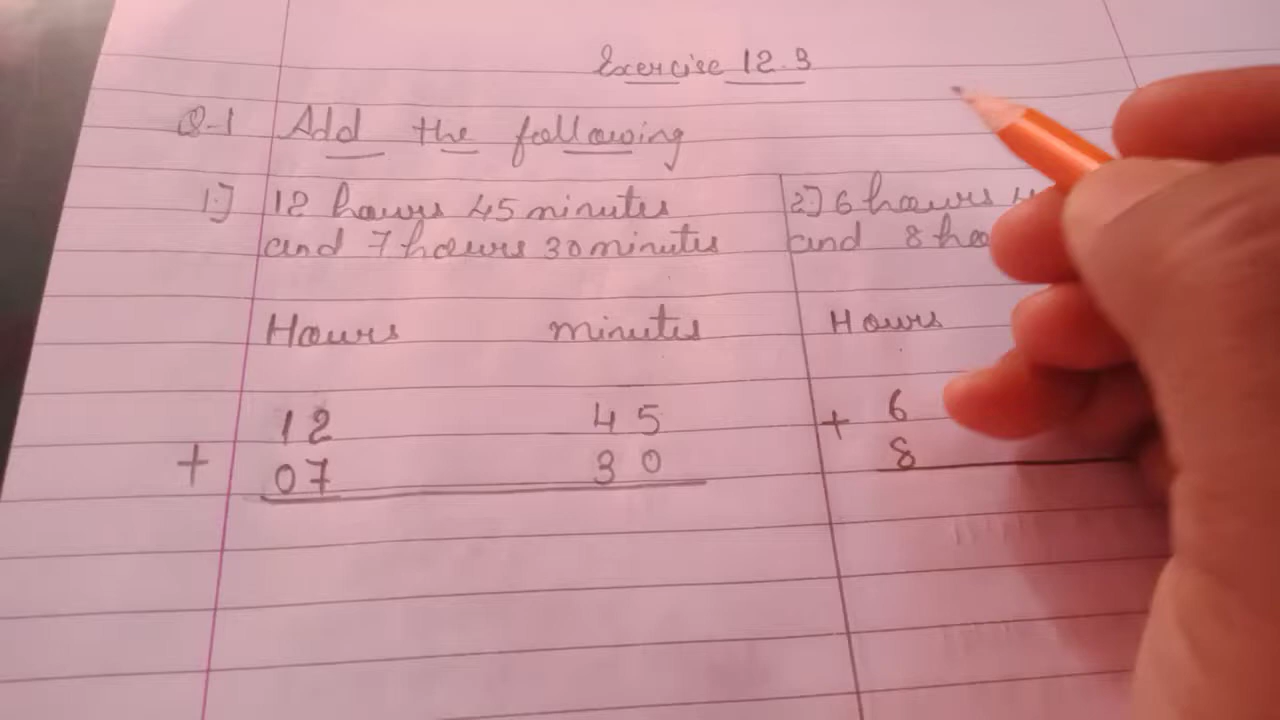 Exercise 12.3
Q-1 Add the following
1.] 12 hours 45 minutes
and 7 hours 30 minutes
2.] 6 hours
and 8
Hours minutes
12 45
+ 07 30
Hours
+ 6
8